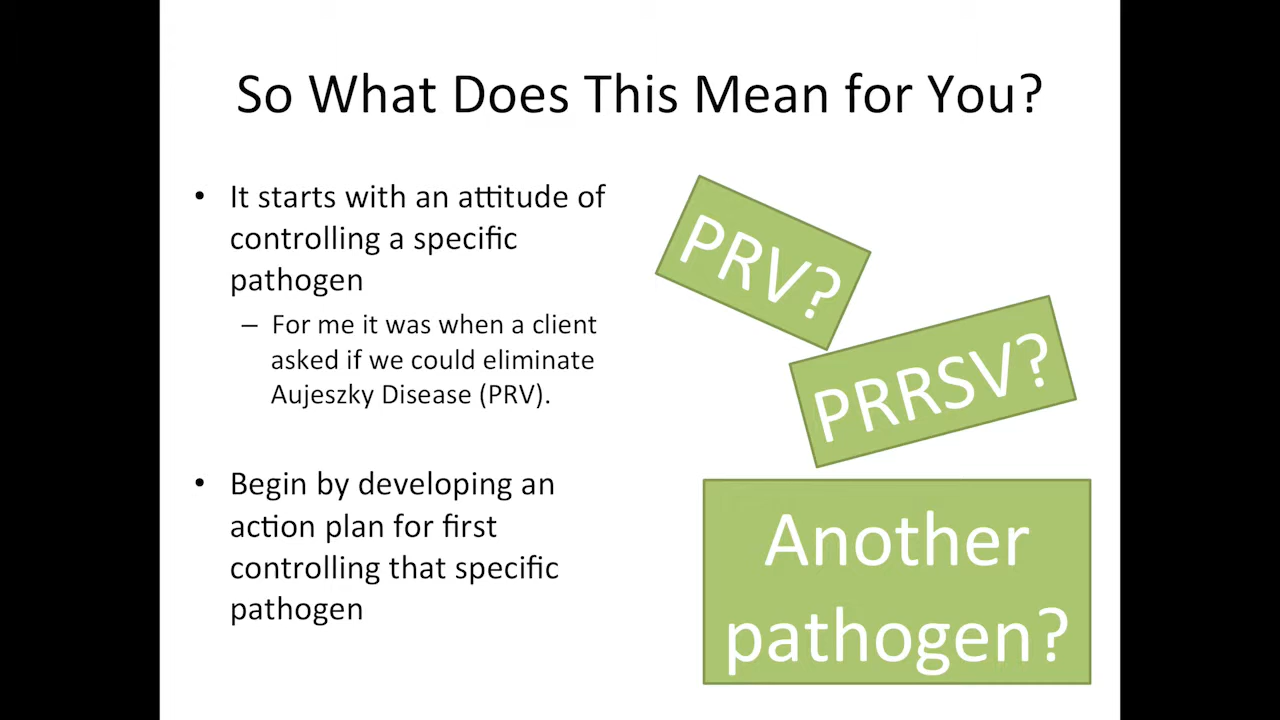 So What Does This Mean for You?
• It starts with an attitude of
controlling a specific
pathogen
– For me it was when a client
asked if we could eliminate
Aujeszky Disease (PRV).
• Begin by developing an
action plan for first
controlling that specific
pathogen
PRV?
PRRSV?
Another
pathogen?